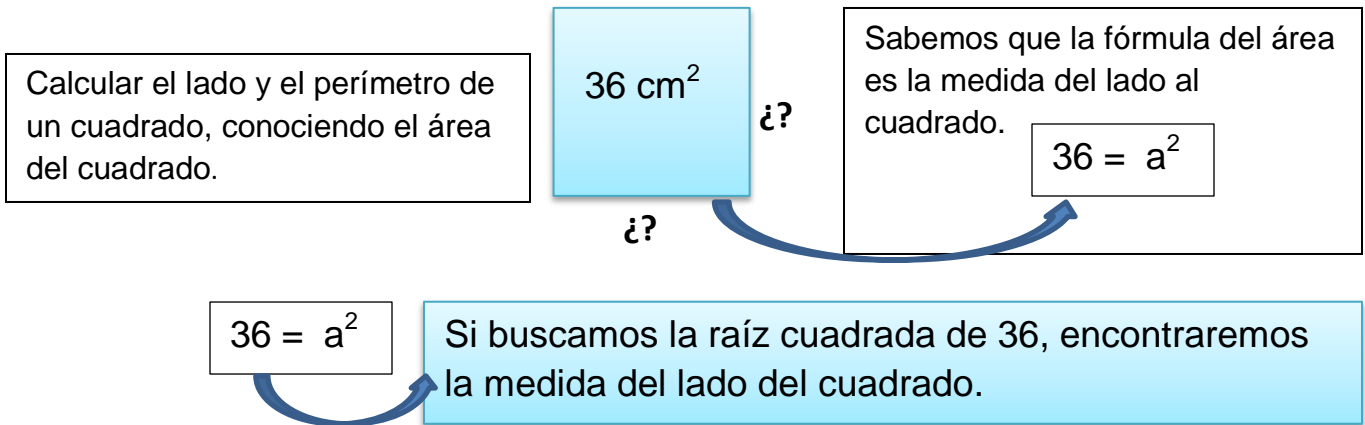 Calcular el lado y el perímetro de
un cuadrado, conociendo el área
del cuadrado.
36 cm²
¿?
¿?
Sabemos que la fórmula del área
es la medida del lado al
cuadrado.
36 = a²
36 = a²
Si buscamos la raíz cuadrada de 36, encontraremos
la medida del lado del cuadrado.